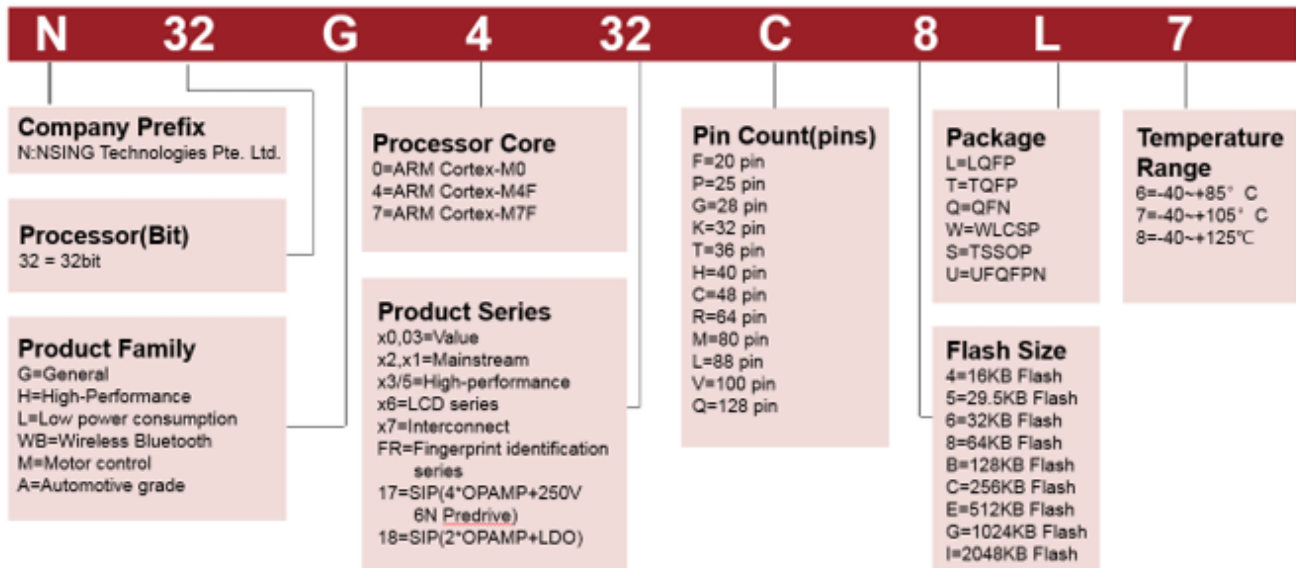 N 32 G 4 32 C 8 L 7
Company Prefix
N:NSING Technologies Pte. Ltd.
Processor(Bit)
32 = 32bit
Product Family
G=General
H=High-Performance
L=Low power consumption
WB=Wireless Bluetooth
M=Motor control
A=Automotive grade
Processor Core
0=ARM Cortex-M0
4=ARM Cortex-M4F
7=ARM Cortex-M7F
Product Series
x0,03=Value
x2,x1=Mainstream
x3/5=High-performance
x6=LCD series
x7=Interconnect
FR=Fingerprint identification
series
17=SIP(4*OPAMP+250V
6N Predrive)
18=SIP(2*OPAMP+LDO)
Pin Count(pins)
F=20 pin
P=25 pin
G=28 pin
K=32 pin
T=36 pin
H=40 pin
C=48 pin
R=64 pin
M=80 pin
L=88 pin
V=100 pin
Q=128 pin
Package
L=LQFP
T=TQFP
Q=QFN
W=WLCSP
S=TSSOP
U=UFQFPN
Flash Size
4=16KB Flash
5=29.5KB Flash
6=32KB Flash
8=64KB Flash
B=128KB Flash
C=256KB Flash
E=512KB Flash
G=1024KB Flash
I=2048KB Flash
Temperature
Range
6=-40~+85° C
7=-40~+105° C
8=-40~+125℃